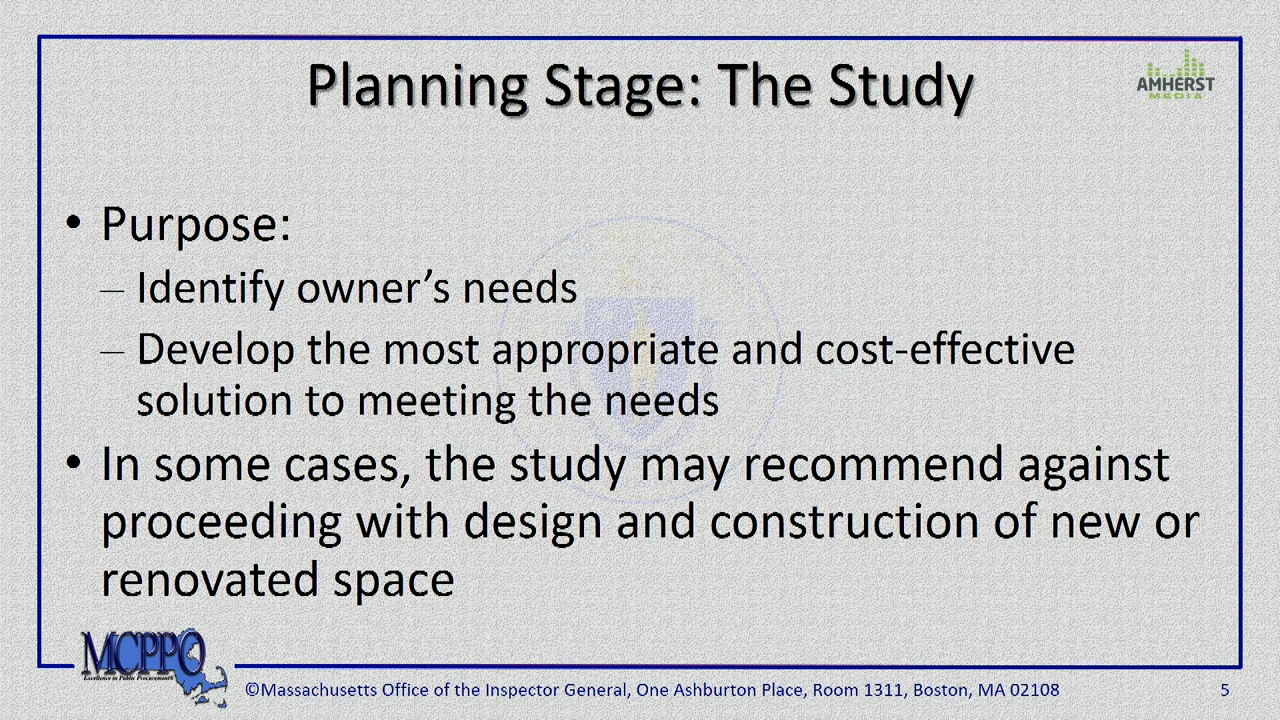 Planning Stage: The Study
AMHERST
MEDIA
• Purpose:
– Identify owner's needs
– Develop the most appropriate and cost-effective
solution to meeting the needs
• In some cases, the study may recommend against
proceeding with design and construction of new or
renovated space
MCPPO
Excellence in Public Procurement
©Massachusetts Office of the Inspector General, One Ashburton Place, Room 1311, Boston, MA 02108
5